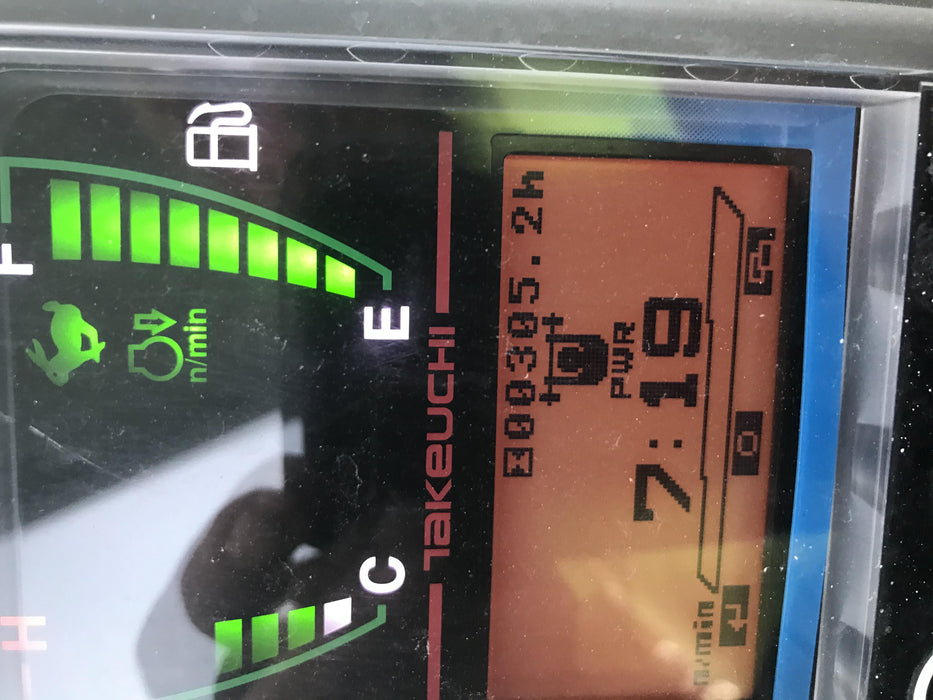 H
C
n/min
F
E
TAKEUCHI
00305.2h
PWR
7:19
n/min